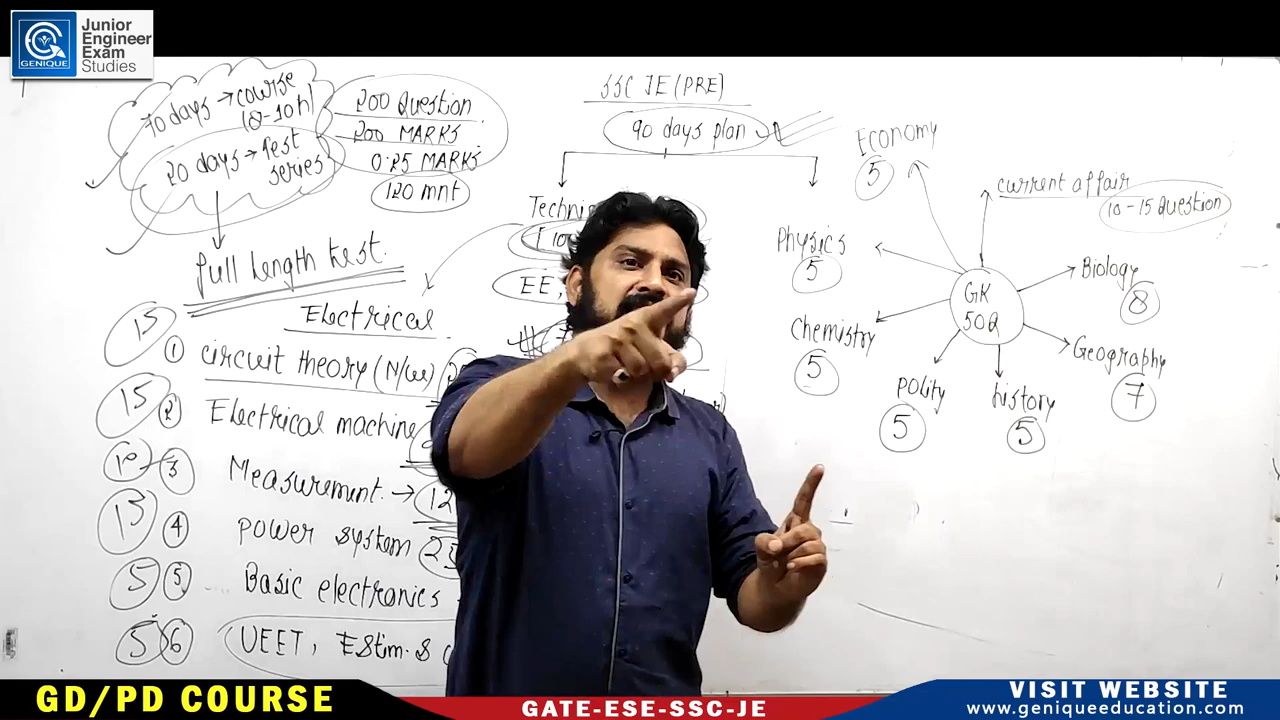 GENIQUE
Junior
Engineer
Exam
Studies
70 days → course
(8-10h)
20 days → Test
series
200 Question
200 MARKS
0.25 MARKS
120 mnt
full length test.
SSC JE (PRE)
90 days plan
Techni
EE,
Electrical
15 1 circuit theory (N/w)
15 2 Electrical machine
10 3 Measurement. → 12
4 power system 23
5 5 Basic electronics
5 6 UEET, Estim. &
GK
50Q
Economy
5
current affair
10-15 Question
Physics
5
Biology
8
Chemistry
5
Geography
7
polity
5
history
5
GD/PD COURSE
GATE-ESE-SSC-JE
VISIT WEBSITE
www.geniqueeducation.com